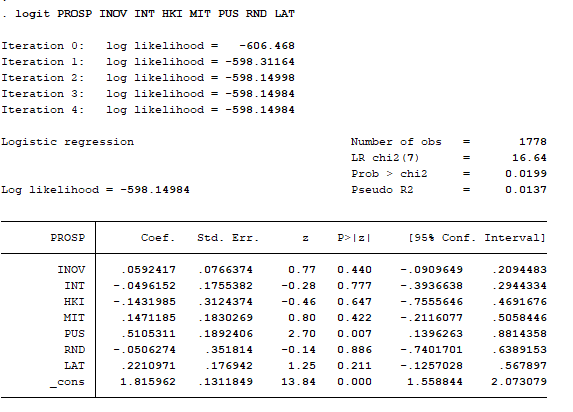 . logit PROSP INOV INT HKI MIT PUS RND LAT
Iteration 0: log likelihood = -606.468
Iteration 1: log likelihood = -598.31164
Iteration 2: log likelihood = -598.14998
Iteration 3: log likelihood = -598.14984
Iteration 4: log likelihood = -598.14984
Logistic regression Number of obs = 1778
LR chi2(7) = 16.64
Prob > chi2 = 0.0199
Log likelihood = -598.14984 Pseudo R2 = 0.0137
PROSP Coef. Std. Err. z P>|z| [95% Conf. Interval]
INOV .0592417 .0766374 0.77 0.440 -.0909649 .2094483
INT -.0496152 .1755382 -0.28 0.777 -.3936638 .2944334
HKI -.1431985 .3124374 -0.46 0.647 -.7555646 .4691676
MIT .1471185 .1830269 0.80 0.422 -.2116077 .5058446
PUS .5105311 .1892406 2.70 0.007 .1396263 .8814358
RND -.0506274 .351814 -0.14 0.886 -.7401701 .6389153
LAT .2210971 .176942 1.25 0.211 -.1257028 .567897
_cons 1.815962 .1311849 13.84 0.000 1.558844 2.073079